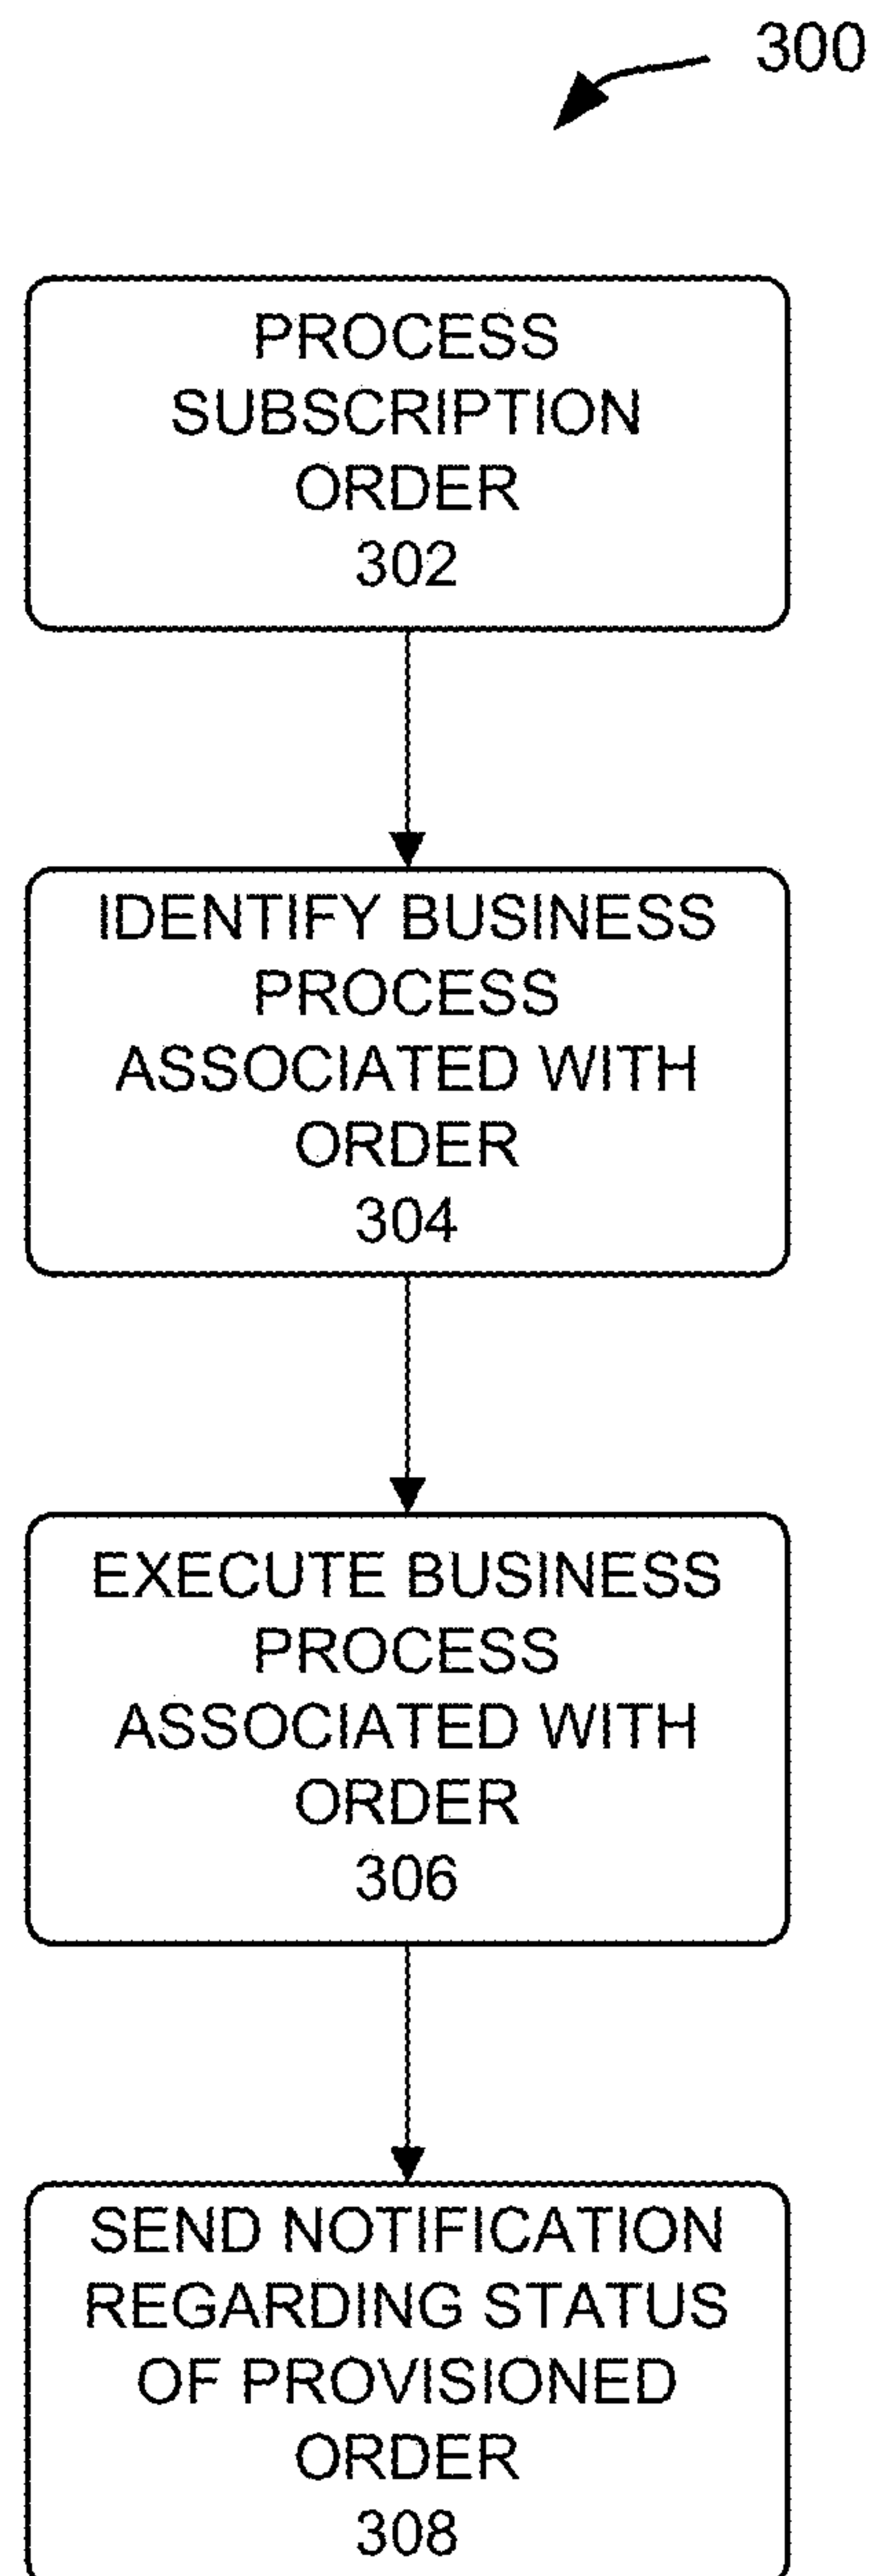 300
PROCESS
SUBSCRIPTION
ORDER
302
IDENTIFY BUSINESS
PROCESS
ASSOCIATED WITH
ORDER
304
EXECUTE BUSINESS
PROCESS
ASSOCIATED WITH
ORDER
306
SEND NOTIFICATION
REGARDING STATUS
OF PROVISIONED
ORDER
308